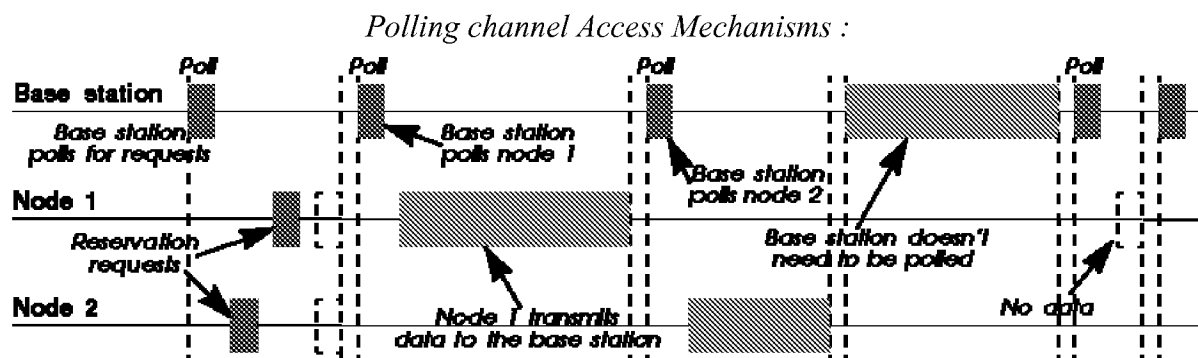 Polling channel Access Mechanisms :
Poll Poll Poll Poll
Base station
Base station
polls for requests
Base station
polls node 1
Base station
polls node 2
Node 1
Reservation
requests
Base station doesn't
need to be polled
No data
Node 2
Node 1 transmits
data to the base station